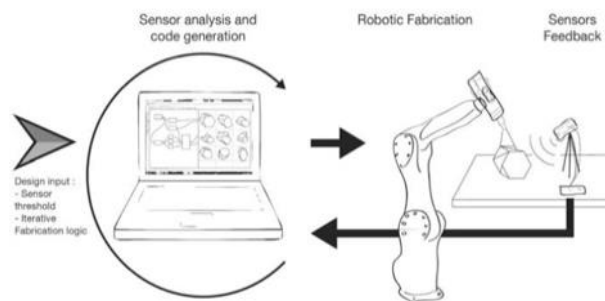 Sensor analysis and
code generation
Robotic Fabrication
Sensors
Feedback
Design input :
- Sensor
threshold
- Iterative
Fabrication logic